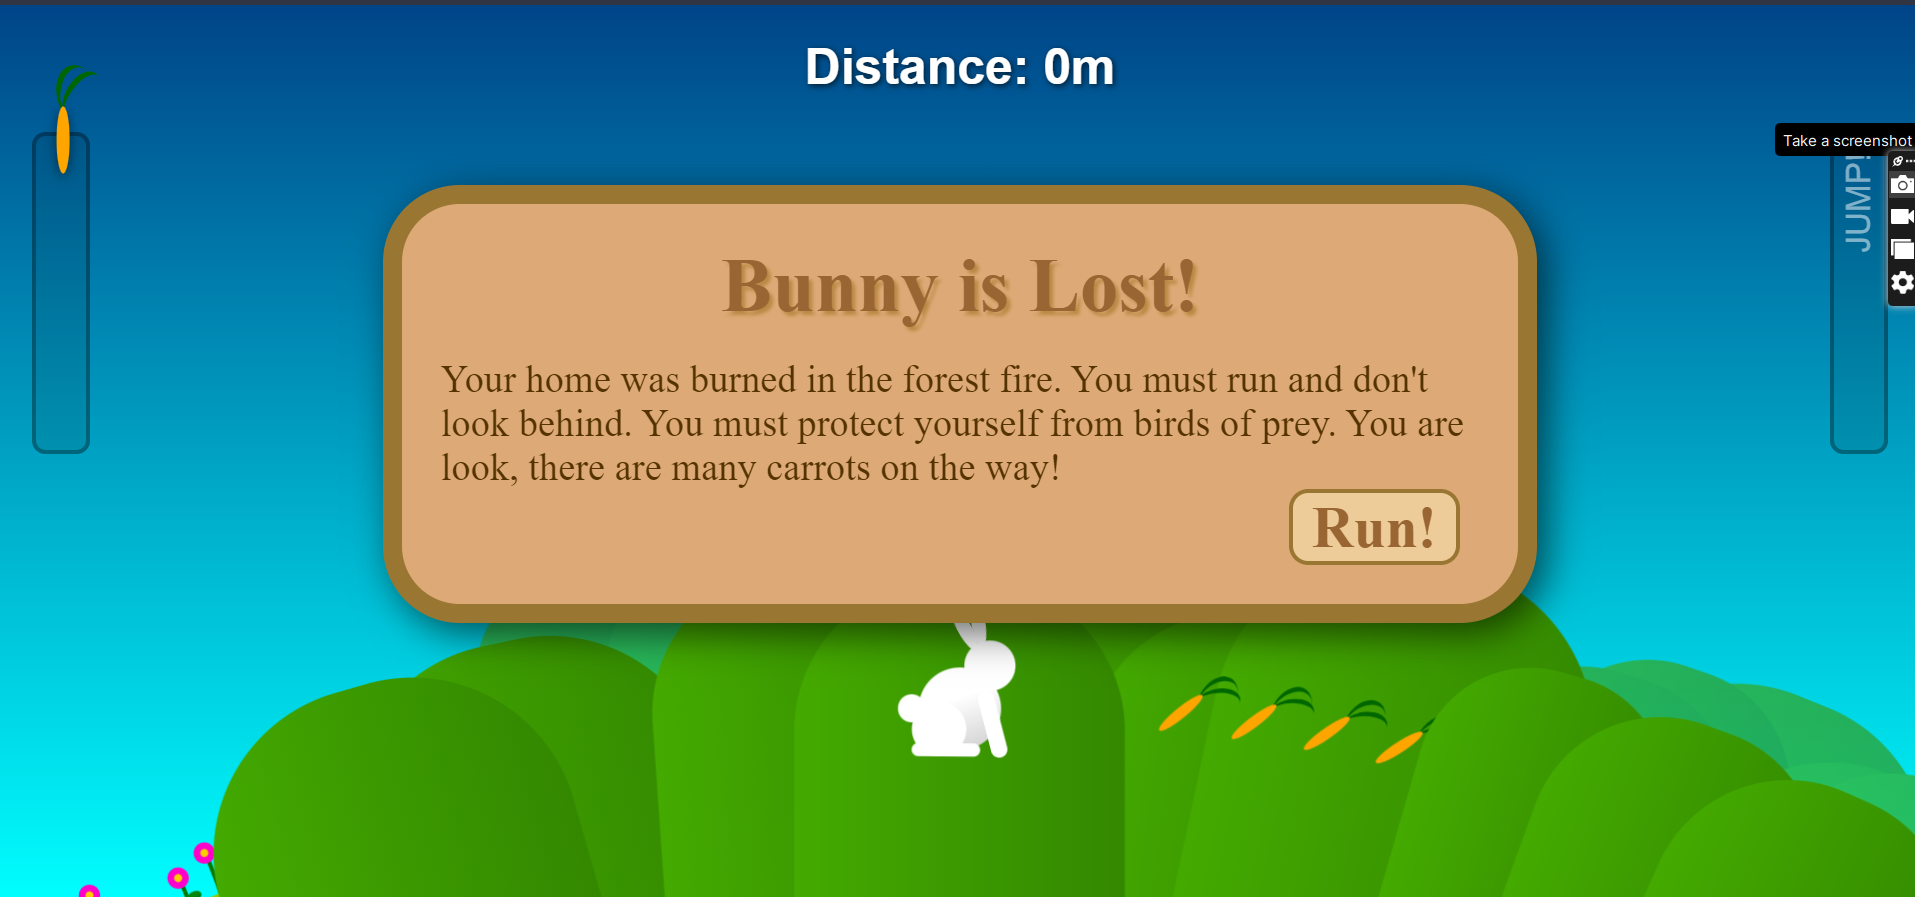 Distance: 0m
Take a screenshot
JUMP!
Bunny is Lost!
Your home was burned in the forest fire. You must run and don't
look behind. You must protect yourself from birds of prey. You are
look, there are many carrots on the way!
Run!